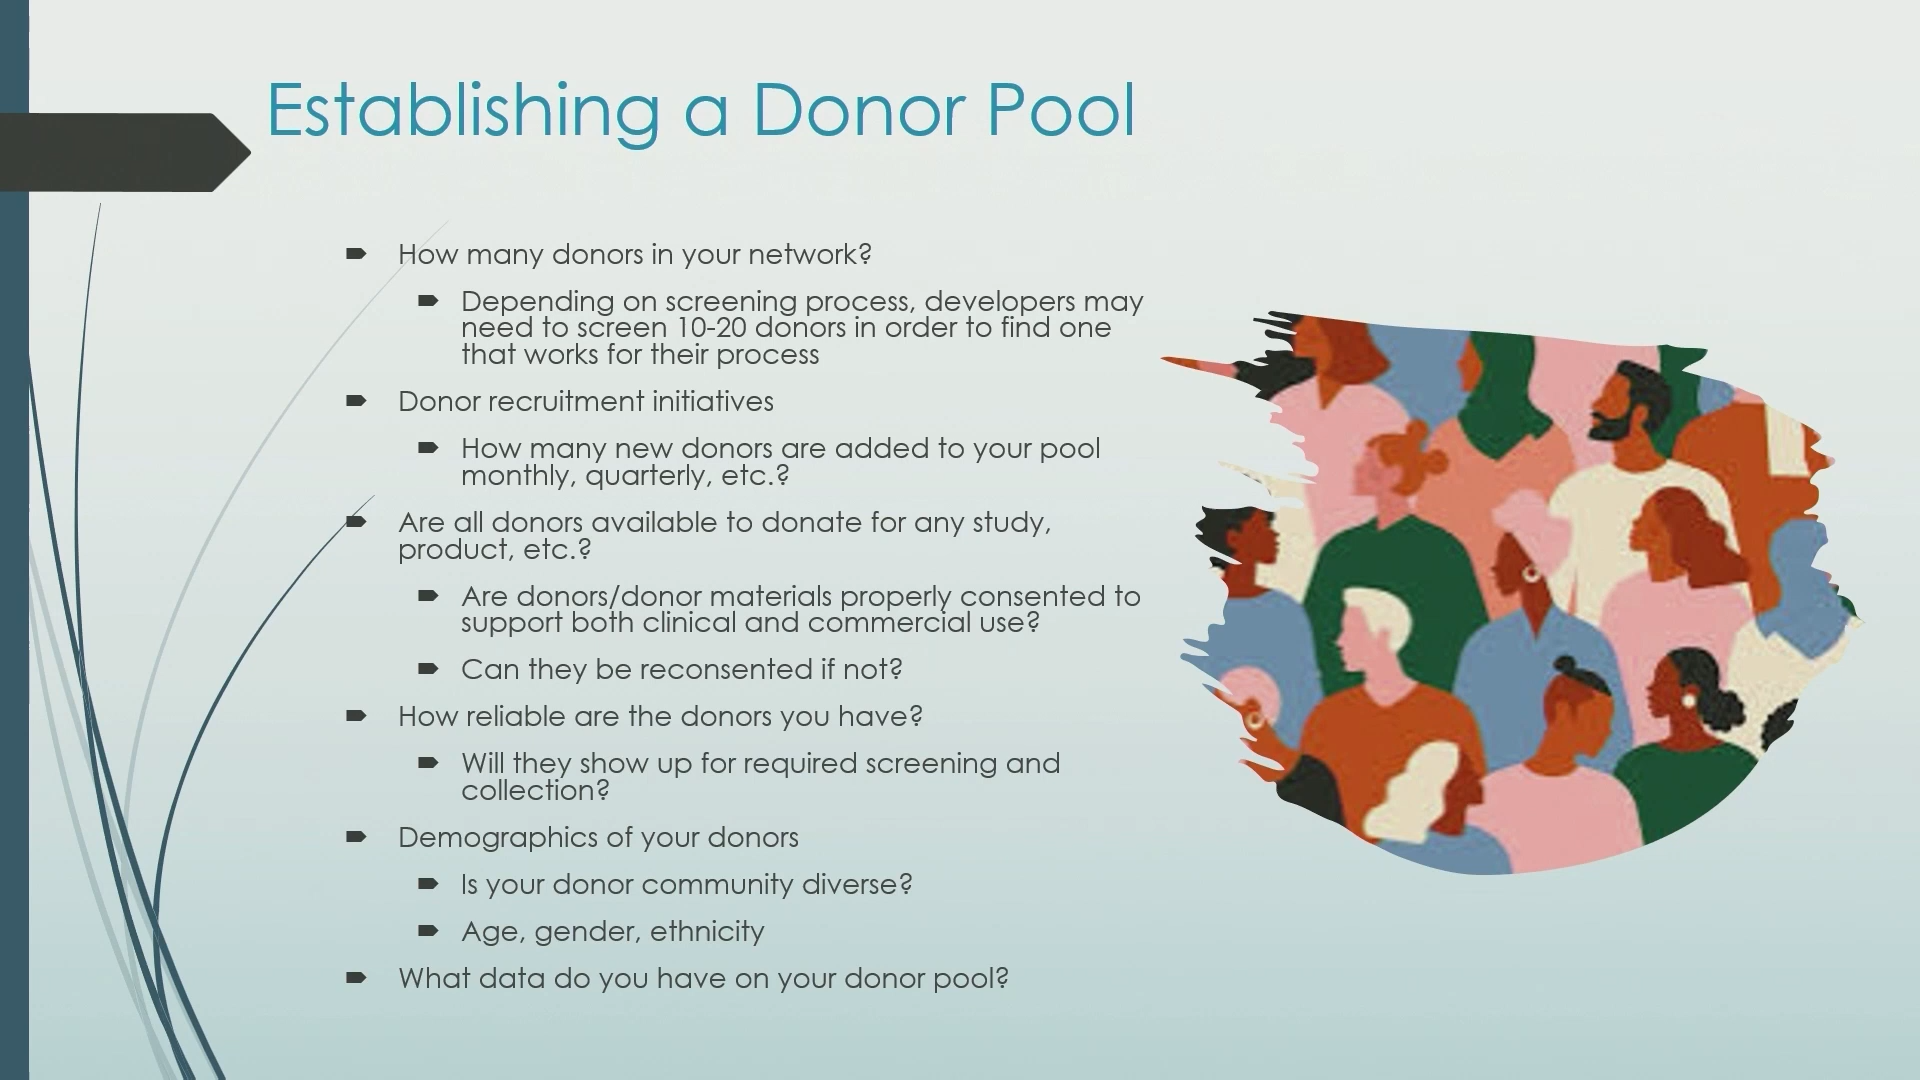 Establishing a Donor Pool
How many donors in your network?
Depending on screening process, developers may
need to screen 10-20 donors in order to find one
that works for their process
Donor recruitment initiatives
How many new donors are added to your pool
monthly, quarterly, etc.?
Are all donors available to donate for any study,
product, etc.?
Are donors/donor materials properly consented to
support both clinical and commercial use?
Can they be reconsented if not?
How reliable are the donors you have?
Will they show up for required screening and
collection?
Demographics of your donors
Is your donor community diverse?
Age, gender, ethnicity
What data do you have on your donor pool?